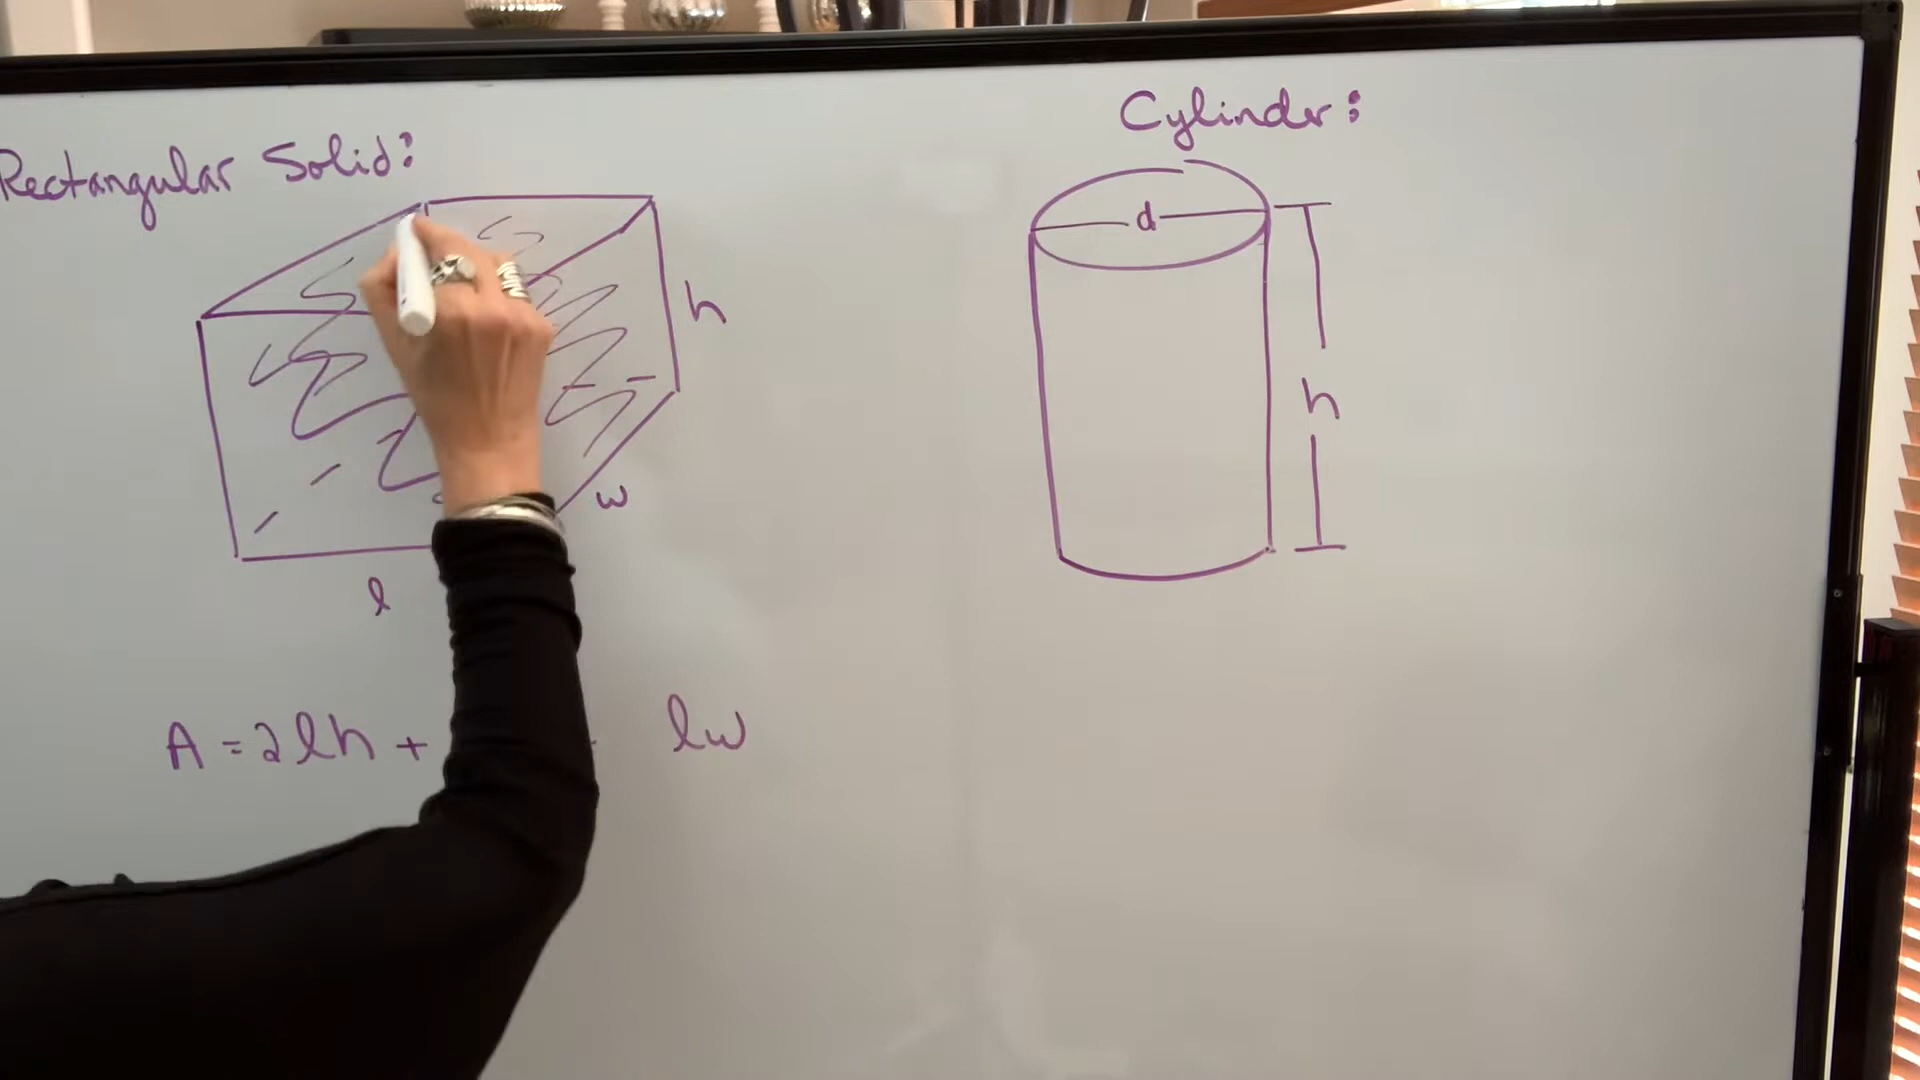 Rectangular Solid:
h
w
l
A = 2lh + lw
Cylinder:
d
h